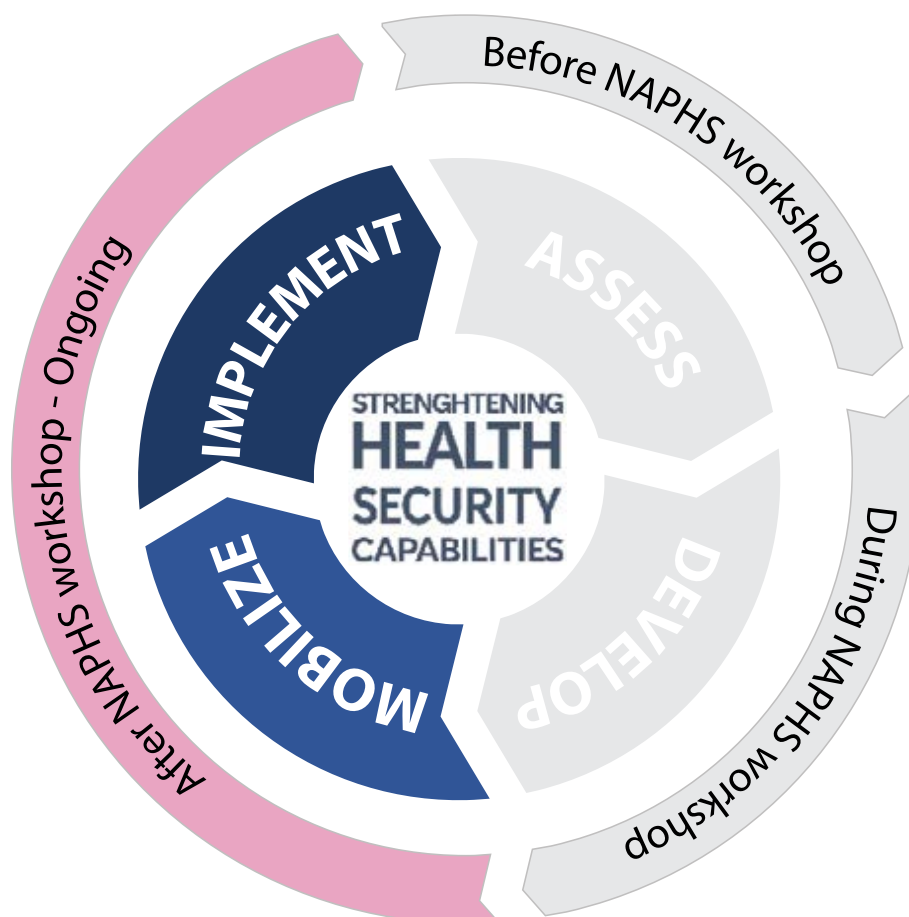 Before NAPHS workshop
During NAPHS workshop
After NAPHS workshop - Ongoing
ASSESS
DEVELOP
MOBILIZE
IMPLEMENT
STRENGHTENING
HEALTH
SECURITY
CAPABILITIES